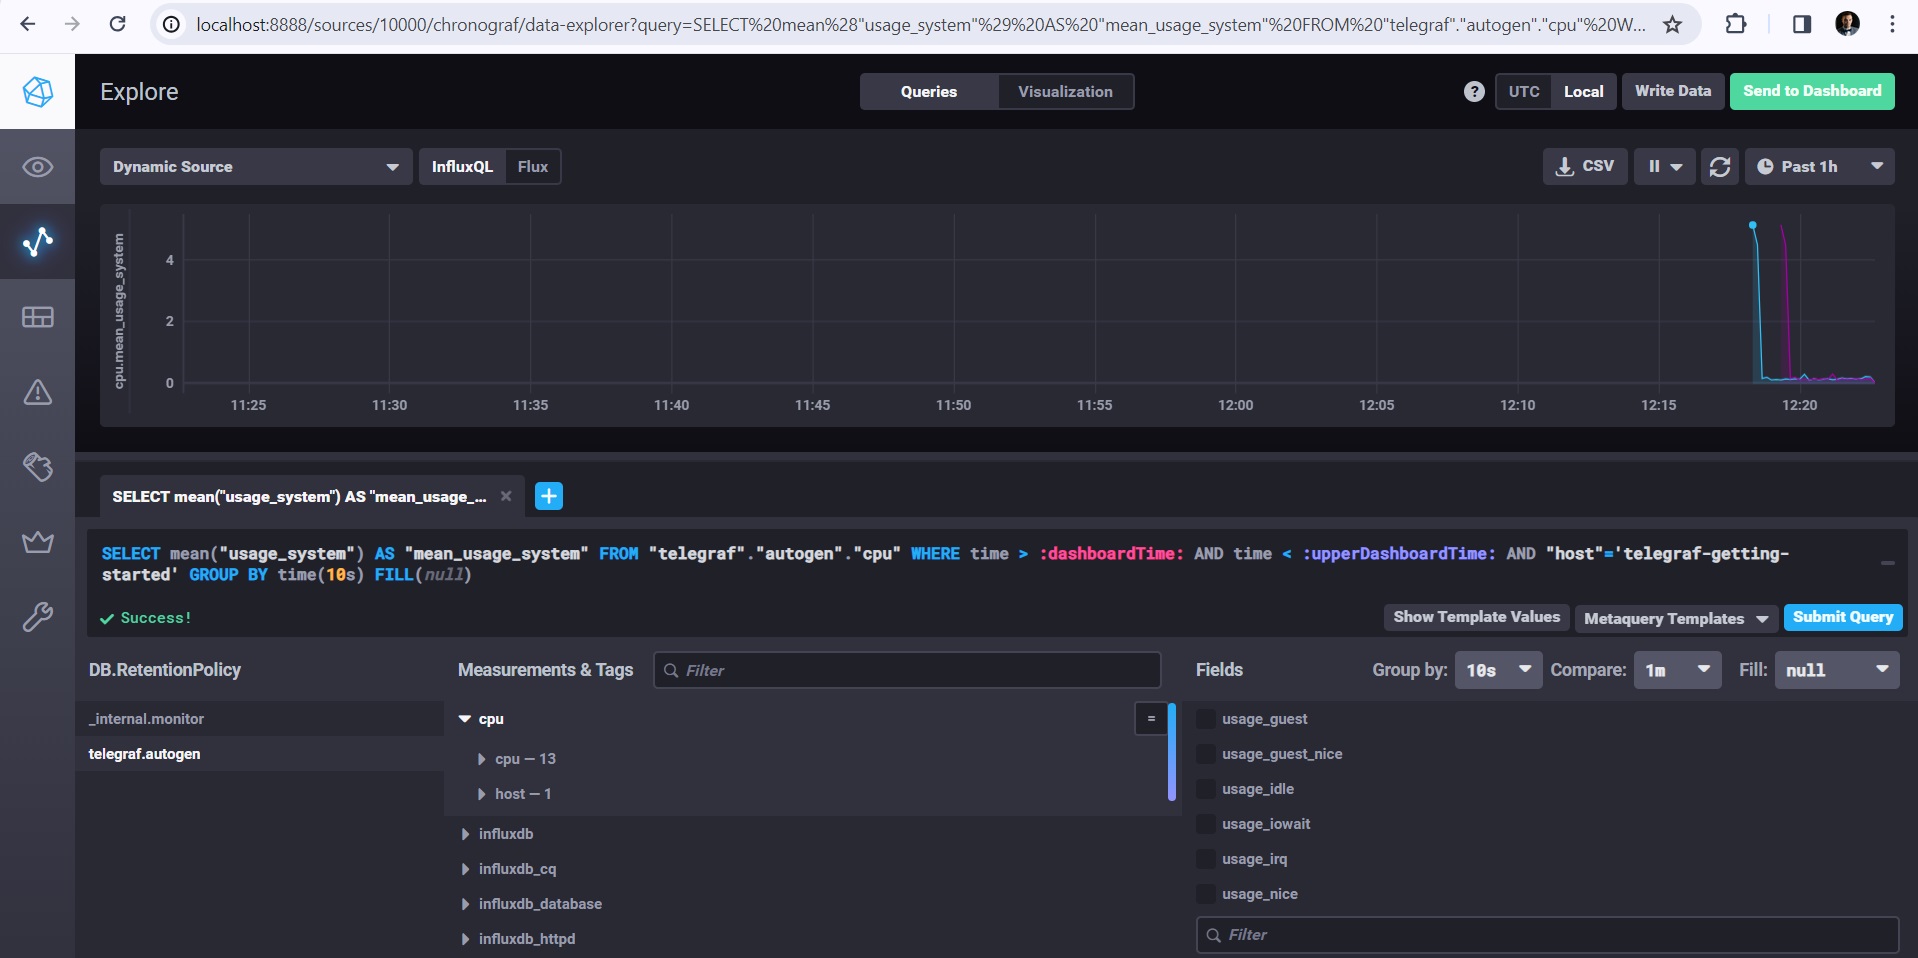 localhost:8888/sources/10000/chronograf/data-explorer?query=SELECT%20mean%28"usage_system"%29%20AS%20"mean_usage_system"%20FROM%20"telegraf"."autogen"."cpu"%20W...
Explore
Queries
Visualization
?
UTC
Local
Write Data
Send to Dashboard
Dynamic Source
InfluxQL
Flux
CSV
Past 1h
cpu.mean_usage_system
4
2
0
11:25
11:30
11:35
11:40
11:45
11:50
11:55
12:00
12:05
12:10
12:15
12:20
SELECT mean("usage_system") AS "mean_usage_...
SELECT mean("usage_system") AS "mean_usage_system" FROM "telegraf"."autogen"."cpu" WHERE time > :dashboardTime: AND time < :upperDashboardTime: AND "host"='telegraf-getting-
started' GROUP BY time(10s) FILL(null)
Success!
Show Template Values
Metaquery Templates
Submit Query
DB.RetentionPolicy
Measurements & Tags
Filter
Fields
Group by:
10s
Compare:
1m
Fill:
null
_internal.monitor
telegraf.autogen
cpu
=
cpu — 13
host — 1
influxdb
influxdb_cq
influxdb_database
influxdb_httpd
usage_guest
usage_guest_nice
usage_idle
usage_iowait
usage_irq
usage_nice
Filter